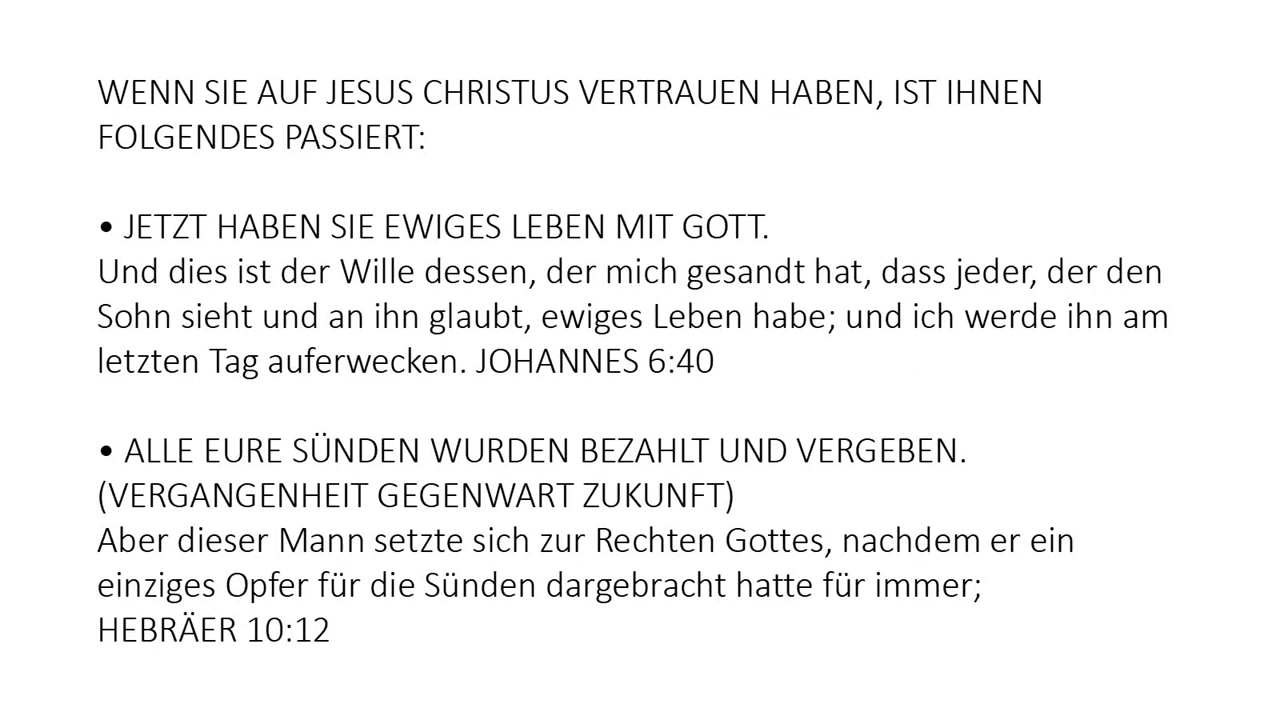 WENN SIE AUF JESUS CHRISTUS VERTRAUEN HABEN, IST IHNEN
FOLGENDES PASSIERT:
• JETZT HABEN SIE EWIGES LEBEN MIT GOTT.
Und dies ist der Wille dessen, der mich gesandt hat, dass jeder, der den
Sohn sieht und an ihn glaubt, ewiges Leben habe; und ich werde ihn am
letzten Tag auferwecken. JOHANNES 6:40
• ALLE EURE SÜNDEN WURDEN BEZAHLT UND VERGEBEN.
(VERGANGENHEIT GEGENWART ZUKUNFT)
Aber dieser Mann setzte sich zur Rechten Gottes, nachdem er ein
einziges Opfer für die Sünden dargebracht hatte für immer;
HEBRÄER 10:12